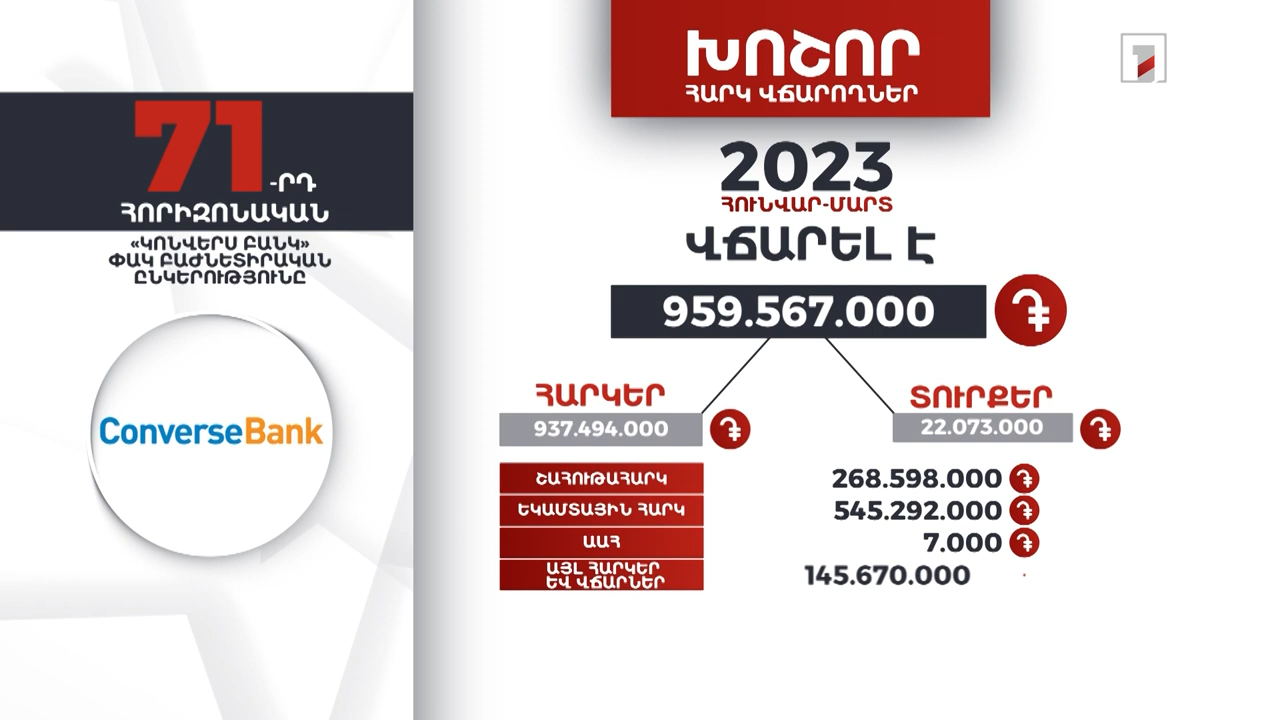 71-ՐԴ
ՀՈՐԻԶՈՆԱԿԱՆ
«ԿՈՆՎԵՐՍ ԲԱՆԿ»
ՓԱԿ ԲԱԺՆԵՏԻՐԱԿԱՆ
ԸՆԿԵՐՈՒԹՅՈՒՆԸ
ConverseBank
ԽՈՇՈՐ
ՀԱՐԿ ՎՃԱՐՈՂՆԵՐ
1
2023
ՀՈՒՆՎԱՐ-ՄԱՐՏ
ՎՃԱՐԵԼ Է
959.567.000 ֏
ՀԱՐԿԵՐ
937.494.000 ֏
ՏՈՒՐՔԵՐ
22.073.000 ֏
ՇԱՀՈՒԹԱՀԱՐԿ 268.598.000 ֏
ԵԿԱՄՏԱՅԻՆ ՀԱՐԿ 545.292.000 ֏
ԱԱՀ 7.000 ֏
ԱՅԼ ՀԱՐԿԵՐ
ԵՎ ՎՃԱՐՆԵՐ 145.670.000